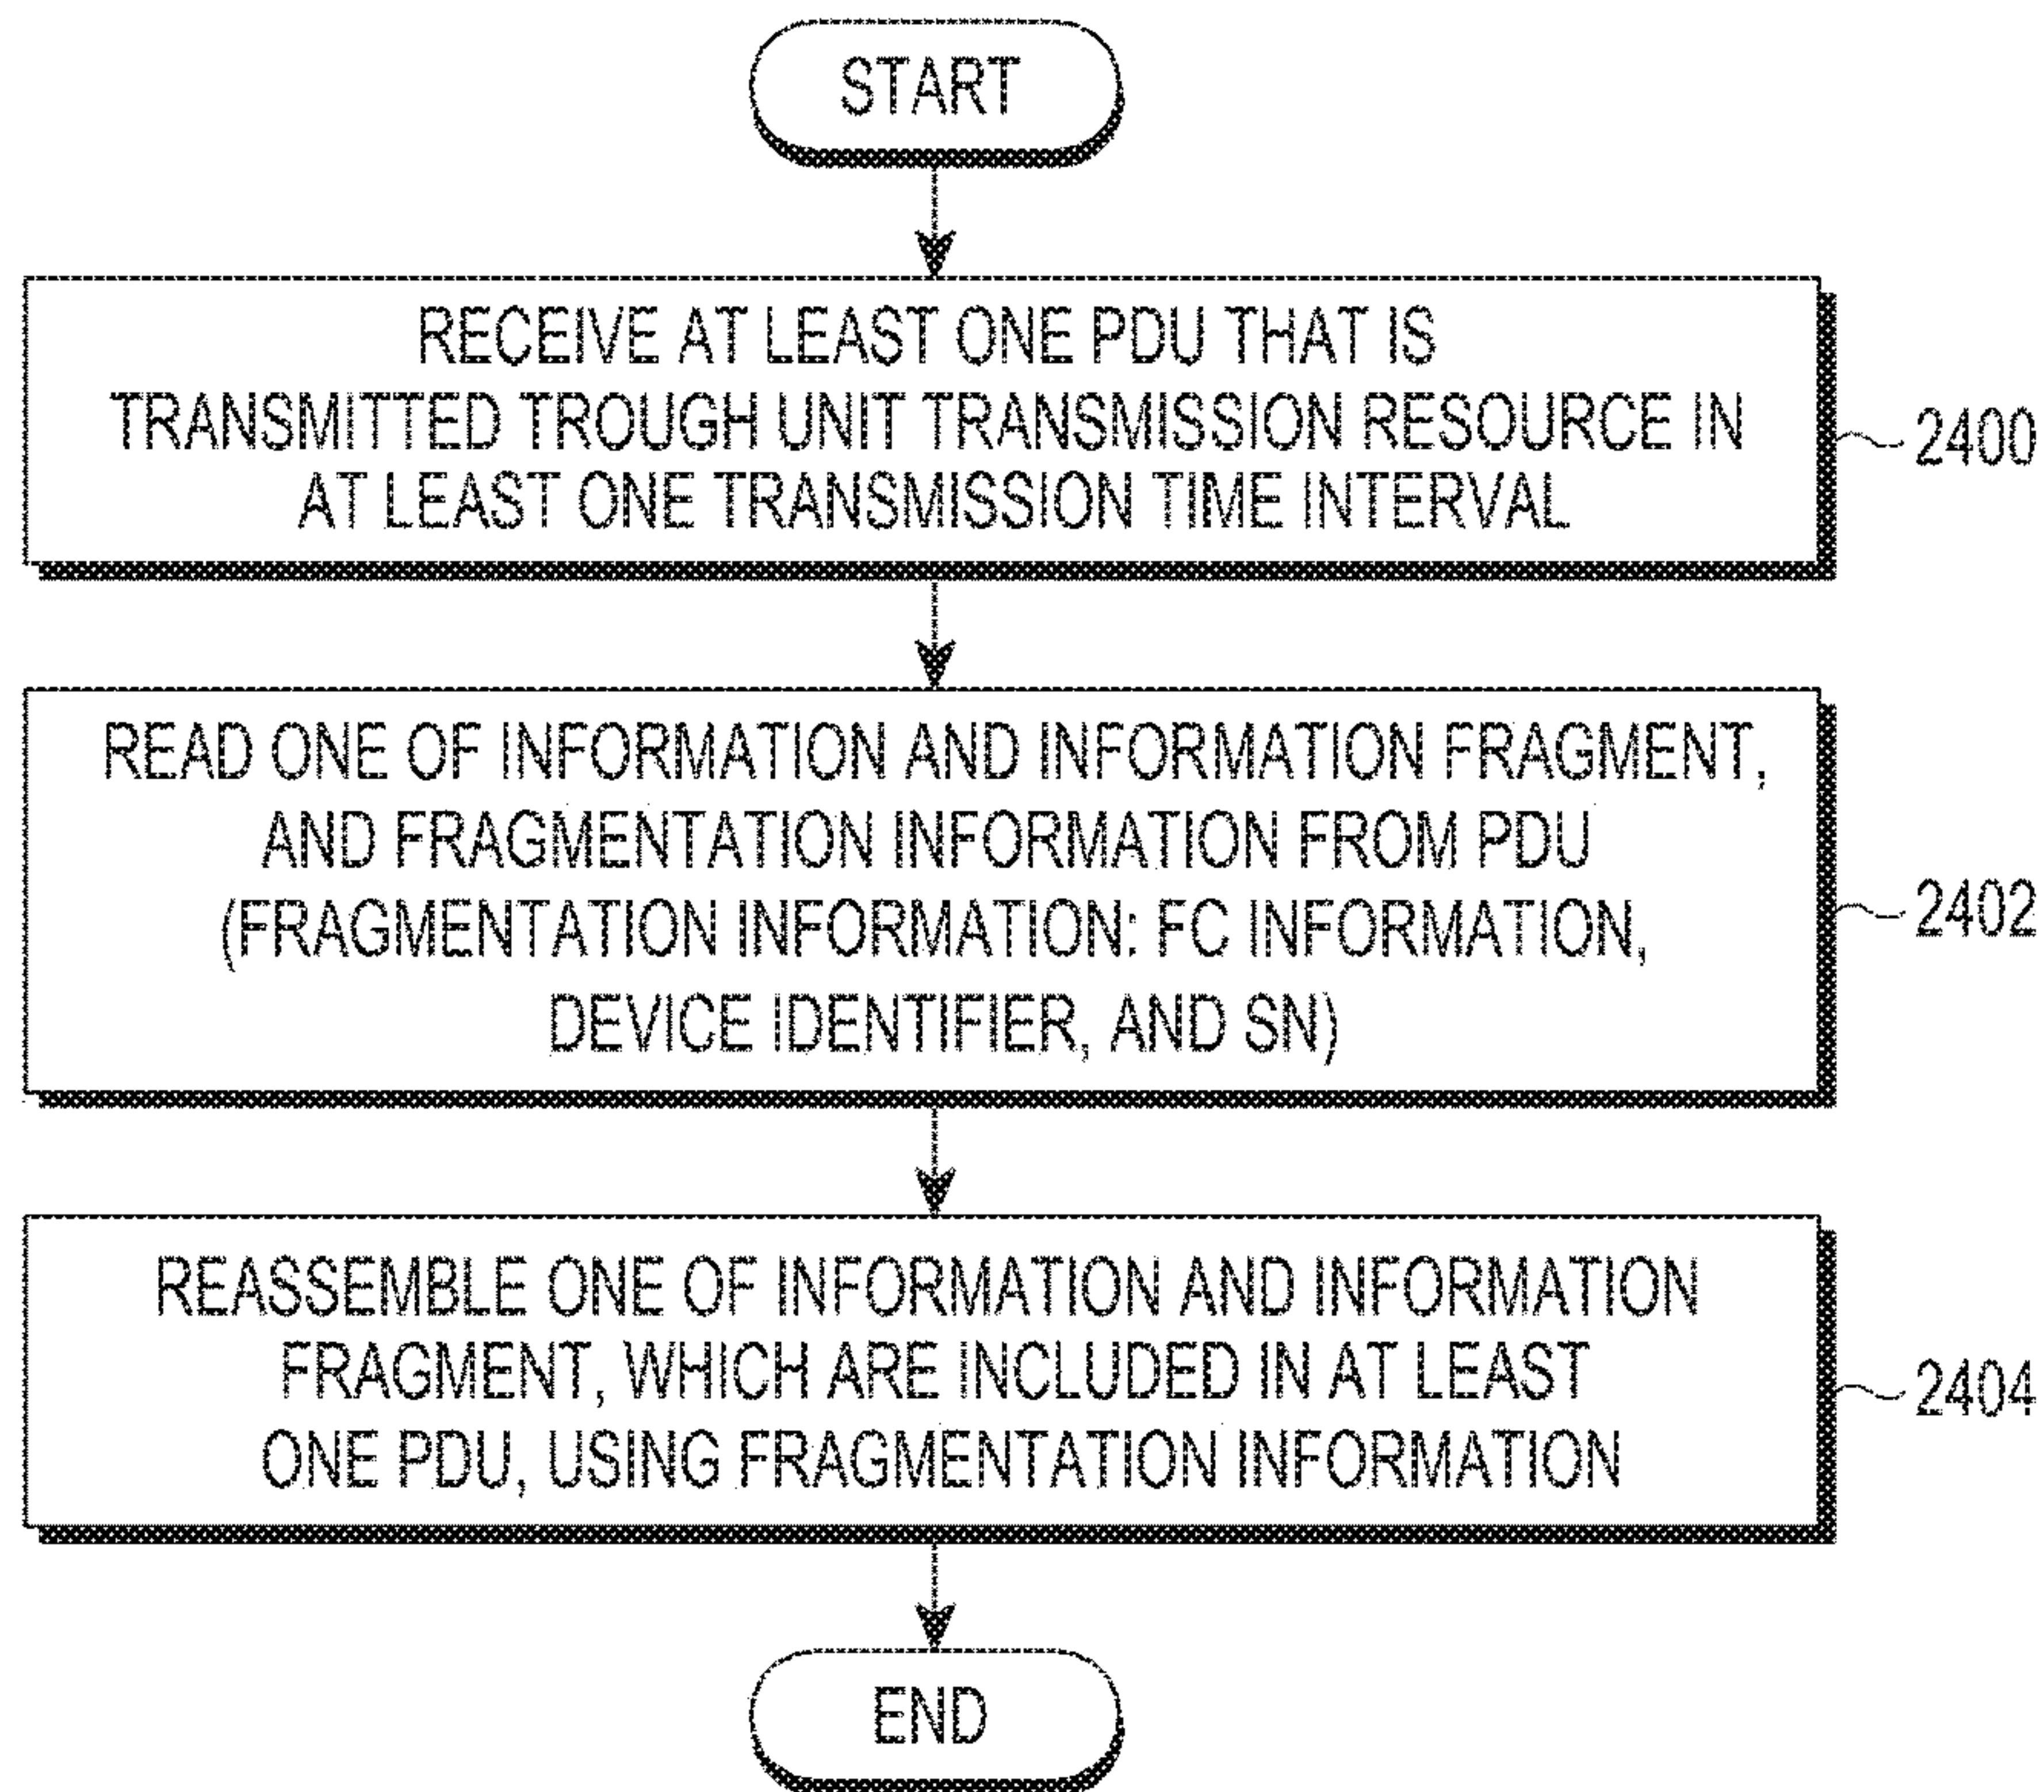 START
RECEIVE AT LEAST ONE PDU THAT IS
TRANSMITTED TROUGH UNIT TRANSMISSION RESOURCE IN
AT LEAST ONE TRANSMISSION TIME INTERVAL
2400
READ ONE OF INFORMATION AND INFORMATION FRAGMENT,
AND FRAGMENTATION INFORMATION FROM PDU
(FRAGMENTATION INFORMATION: FC INFORMATION,
DEVICE IDENTIFIER, AND SN)
2402
REASSEMBLE ONE OF INFORMATION AND INFORMATION
FRAGMENT, WHICH ARE INCLUDED IN AT LEAST
ONE PDU, USING FRAGMENTATION INFORMATION
2404
END